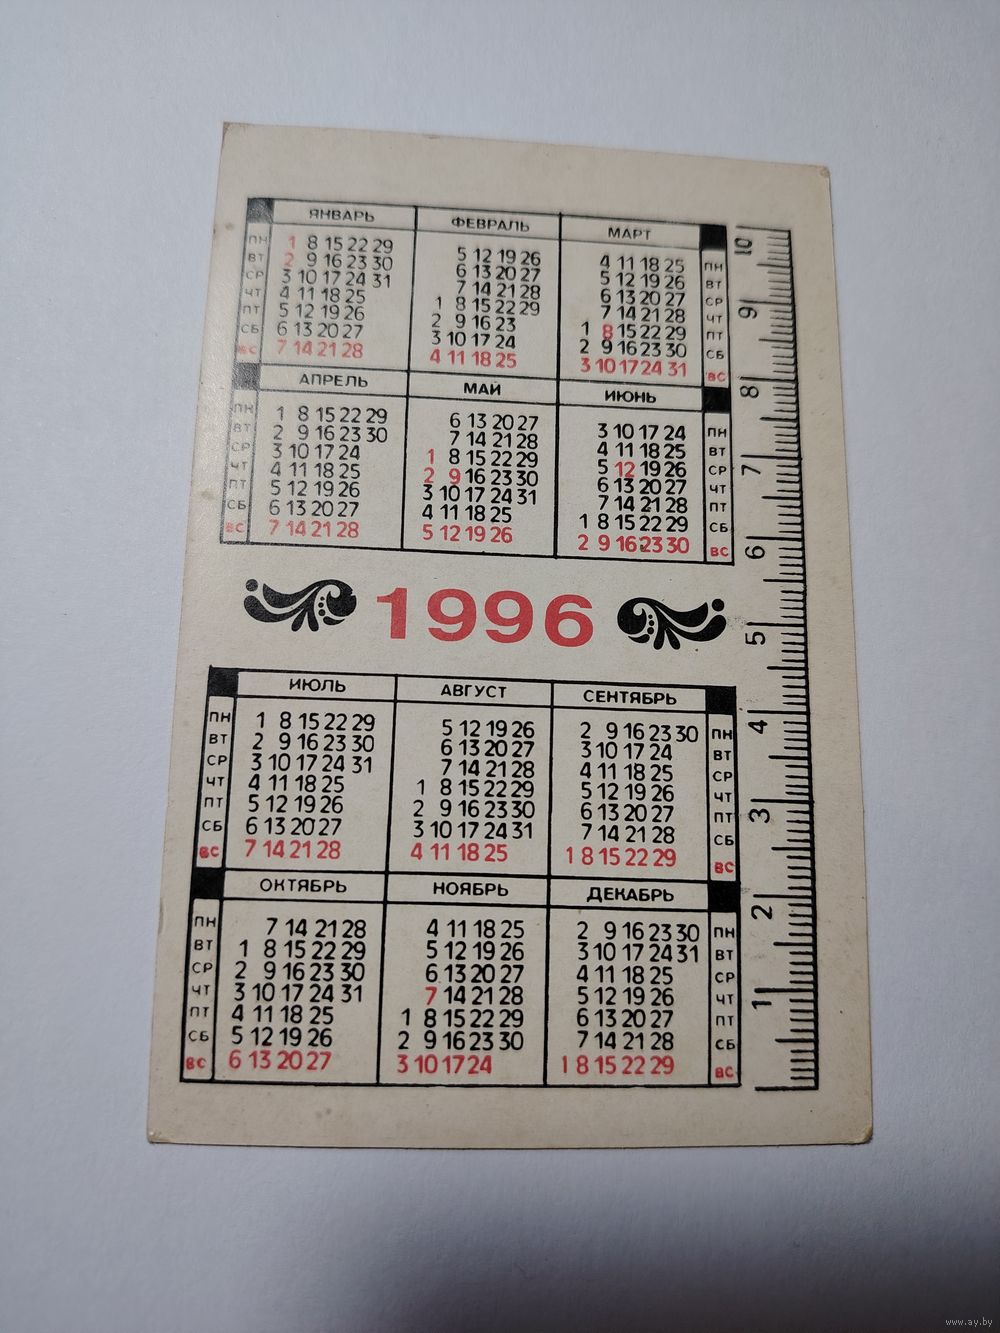 ЯНВАРЬ ФЕВРАЛЬ МАРТ
ПН 1 8 15 22 29 5 12 19 26 4 11 18 25 ПН
ВТ 2 9 16 23 30 6 13 20 27 5 12 19 26 ВТ
СР 3 10 17 24 31 7 14 21 28 6 13 20 27 СР
ЧТ 4 11 18 25 1 8 15 22 29 7 14 21 28 ЧТ
ПТ 5 12 19 26 2 9 16 23 1 8 15 22 29 ПТ
СБ 6 13 20 27 3 10 17 24 2 9 16 23 30 СБ
ВС 7 14 21 28 4 11 18 25 3 10 17 24 31 ВС
АПРЕЛЬ МАЙ ИЮНЬ
ПН 1 8 15 22 29 6 13 20 27 3 10 17 24 ПН
ВТ 2 9 16 23 30 7 14 21 28 4 11 18 25 ВТ
СР 3 10 17 24 1 8 15 22 29 5 12 19 26 СР
ЧТ 4 11 18 25 2 9 16 23 30 6 13 20 27 ЧТ
ПТ 5 12 19 26 3 10 17 24 31 7 14 21 28 ПТ
СБ 6 13 20 27 4 11 18 25 1 8 15 22 29 СБ
ВС 7 14 21 28 5 12 19 26 2 9 16 23 30 ВС
1996
ИЮЛЬ АВГУСТ СЕНТЯБРЬ
ПН 1 8 15 22 29 5 12 19 26 2 9 16 23 30 ПН
ВТ 2 9 16 23 30 6 13 20 27 3 10 17 24 ВТ
СР 3 10 17 24 31 7 14 21 28 4 11 18 25 СР
ЧТ 4 11 18 25 1 8 15 22 29 5 12 19 26 ЧТ
ПТ 5 12 19 26 2 9 16 23 30 6 13 20 27 ПТ
СБ 6 13 20 27 3 10 17 24 31 7 14 21 28 СБ
ВС 7 14 21 28 4 11 18 25 1 8 15 22 29 ВС
ОКТЯБРЬ НОЯБРЬ ДЕКАБРЬ
ПН 7 14 21 28 4 11 18 25 2 9 16 23 30 ПН
ВТ 1 8 15 22 29 5 12 19 26 3 10 17 24 31 ВТ
СР 2 9 16 23 30 6 13 20 27 4 11 18 25 СР
ЧТ 3 10 17 24 31 7 14 21 28 5 12 19 26 ЧТ
ПТ 4 11 18 25 1 8 15 22 29 6 13 20 27 ПТ
СБ 5 12 19 26 2 9 16 23 30 7 14 21 28 СБ
ВС 6 13 20 27 3 10 17 24 1 8 15 22 29 ВС
1 2 3 4 5 6 7 8 9 10
www.ay.by